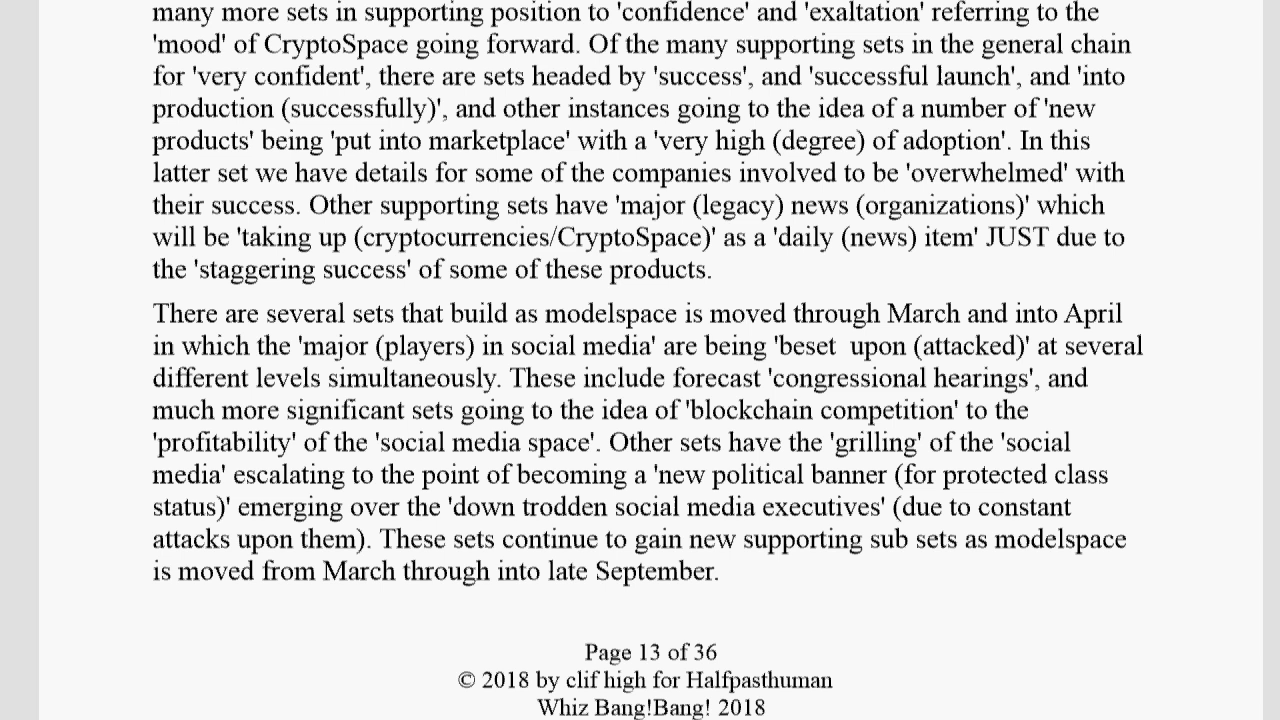 many more sets in supporting position to 'confidence' and 'exaltation' referring to the
'mood' of CryptoSpace going forward. Of the many supporting sets in the general chain
for 'very confident', there are sets headed by 'success', and 'successful launch', and 'into
production (successfully)', and other instances going to the idea of a number of 'new
products' being 'put into marketplace' with a 'very high (degree) of adoption'. In this
latter set we have details for some of the companies involved to be 'overwhelmed' with
their success. Other supporting sets have 'major (legacy) news (organizations)' which
will be 'taking up (cryptocurrencies/CryptoSpace)' as a 'daily (news) item' JUST due to
the 'staggering success' of some of these products.
There are several sets that build as modelspace is moved through March and into April
in which the 'major (players) in social media' are being 'beset  upon (attacked)' at several
different levels simultaneously. These include forecast 'congressional hearings', and
much more significant sets going to the idea of 'blockchain competition' to the
'profitability' of the 'social media space'. Other sets have the 'grilling' of the 'social
media' escalating to the point of becoming a 'new political banner (for protected class
status)' emerging over the 'down trodden social media executives' (due to constant
attacks upon them). These sets continue to gain new supporting sub sets as modelspace
is moved from March through into late September.
Page 13 of 36
© 2018 by clif high for Halfpasthuman
Whiz Bang!Bang! 2018